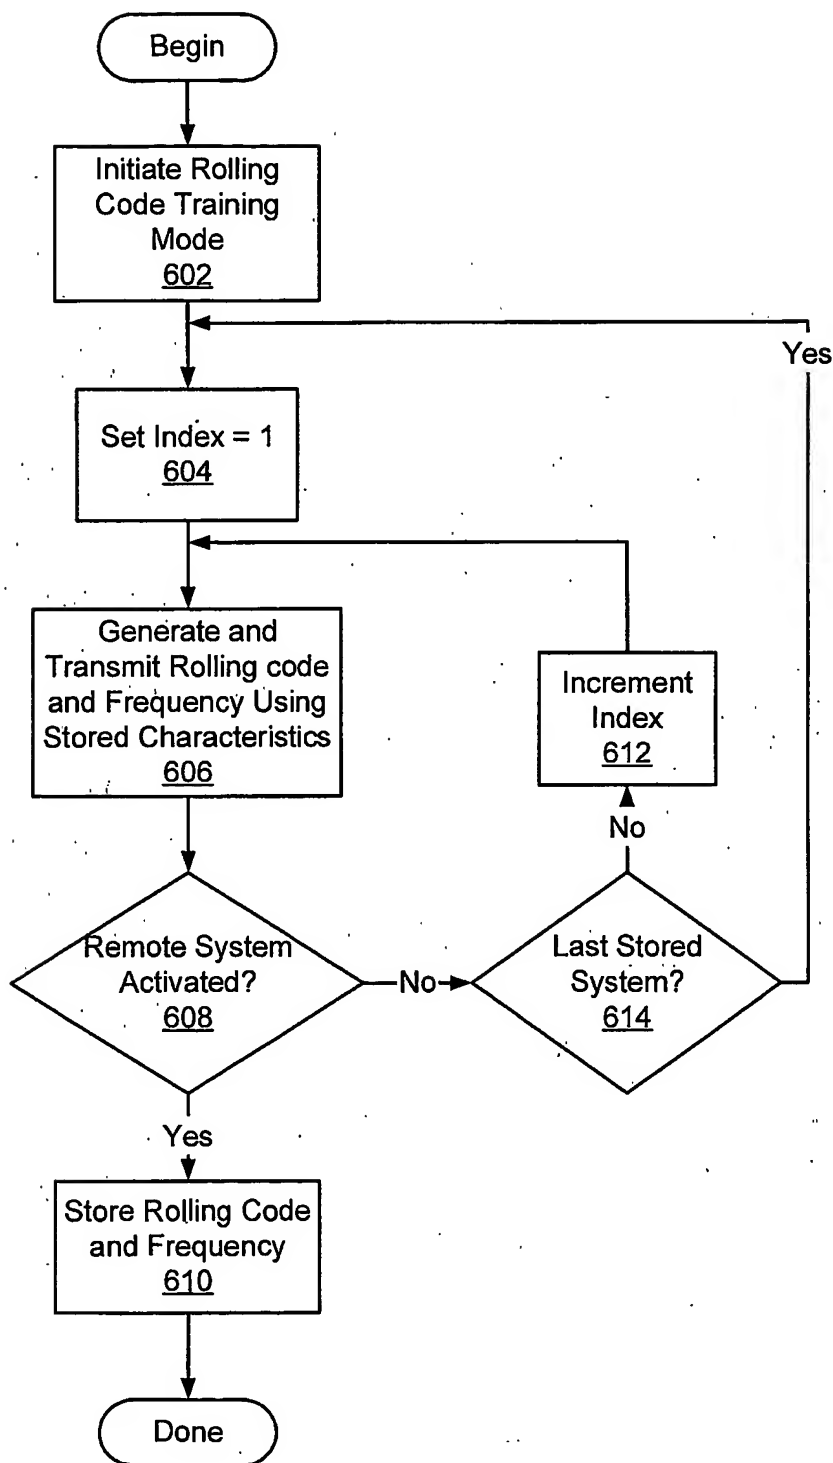 Begin
Initiate Rolling
Code Training
Mode
602
Yes
Set Index = 1
604
Generate and
Transmit Rolling code
and Frequency Using
Stored Characteristics
606
Increment
Index
612
No
Remote System
Activated?
608
No
Last Stored
System?
614
Yes
Store Rolling Code
and Frequency
610
Done